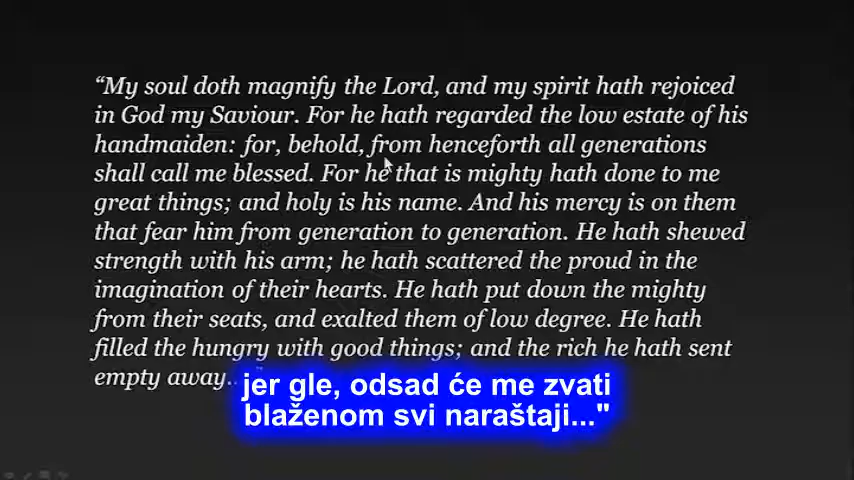 “My soul doth magnify the Lord, and my spirit hath rejoiced
in God my Saviour. For he hath regarded the low estate of his
handmaiden: for, behold, from henceforth all generations
shall call me blessed. For he that is mighty hath done to me
great things; and holy is his name. And his mercy is on them
that fear him from generation to generation. He hath shewed
strength with his arm; he hath scattered the proud in the
imagination of their hearts. He hath put down the mighty
from their seats, and exalted them of low degree. He hath
filled the hungry with good things; and the rich he hath sent
empty away...”
jer gle, odsad će me zvati
blaženom svi naraštaji..."